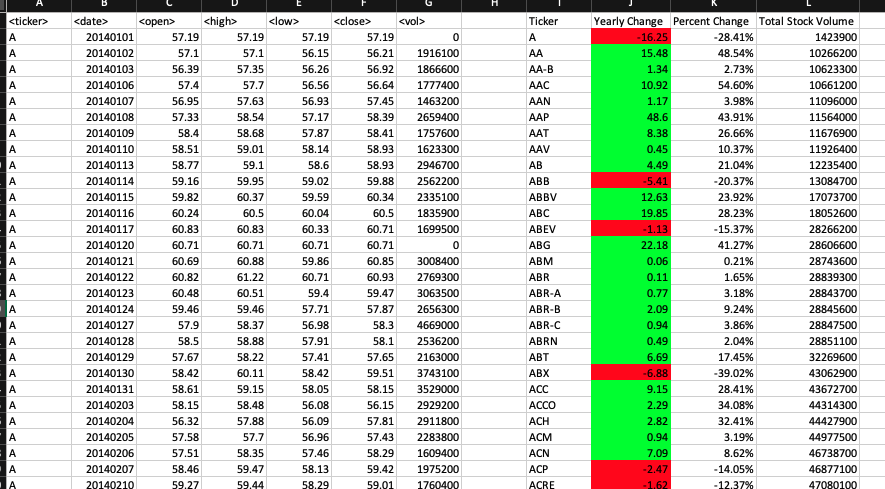 A B C D E F G H I J K L
<ticker> <date> <open> <high> <low> <close> <vol> Ticker Yearly Change Percent Change Total Stock Volume
A 20140101 57.19 57.19 57.19 57.19 0 A -16.25 -28.41% 1423900
A 20140102 57.1 57.1 56.15 56.21 1916100 AA 15.48 48.54% 10266200
A 20140103 56.39 57.35 56.26 56.92 1866600 AA-B 1.34 2.73% 10623300
A 20140106 57.4 57.7 56.56 56.64 1777400 AAC 10.92 54.60% 10661200
A 20140107 56.95 57.63 56.93 57.45 1463200 AAN 1.17 3.98% 11096000
A 20140108 57.33 58.54 57.17 58.39 2659400 AAP 48.6 43.91% 11564000
A 20140109 58.4 58.68 57.87 58.41 1757600 AAT 8.38 26.66% 11676900
A 20140110 58.51 59.01 58.14 58.93 1623300 AAV 0.45 10.37% 11926400
A 20140113 58.77 59.1 58.6 58.93 2946700 AB 4.49 21.04% 12235400
A 20140114 59.16 59.95 59.02 59.88 2562200 ABB -5.41 -20.37% 13084700
A 20140115 59.82 60.37 59.59 60.34 2335100 ABBV 12.63 23.92% 17073700
A 20140116 60.24 60.5 60.04 60.5 1835900 ABC 19.85 28.23% 18052600
A 20140117 60.83 60.83 60.33 60.71 1699500 ABEV -1.13 -15.37% 28266200
A 20140120 60.71 60.71 60.71 60.71 0 ABG 22.18 41.27% 28606600
A 20140121 60.69 60.88 59.86 60.85 3008400 ABM 0.06 0.21% 28743600
A 20140122 60.82 61.22 60.71 60.93 2769300 ABR 0.11 1.65% 28839300
A 20140123 60.48 60.51 59.4 59.47 3063500 ABR-A 0.77 3.18% 28843700
A 20140124 59.46 59.46 57.71 57.87 2656300 ABR-B 2.09 9.24% 28845600
A 20140127 57.9 58.37 56.98 58.3 4669000 ABR-C 0.94 3.86% 28847500
A 20140128 58.5 58.88 57.91 58.1 2536200 ABRN 0.49 2.04% 28851100
A 20140129 57.67 58.22 57.41 57.65 2163000 ABT 6.69 17.45% 32269600
A 20140130 58.42 60.11 58.42 59.51 3743100 ABX -6.88 -39.02% 43062900
A 20140131 58.61 59.15 58.05 58.15 3529000 ACC 9.15 28.41% 43672700
A 20140203 58.15 58.48 56.08 56.15 2929200 ACCO 2.29 34.08% 44314300
A 20140204 56.32 57.88 56.09 57.81 2911800 ACH 2.82 32.41% 44427900
A 20140205 57.58 57.7 56.96 57.43 2283800 ACM 0.94 3.19% 44977500
A 20140206 57.51 58.35 57.46 58.29 1609400 ACN 7.09 8.62% 46738700
A 20140207 58.46 59.47 58.13 59.42 1975200 ACP -2.47 -14.05% 46877100
A 20140210 59.27 59.44 58.29 59.01 1760400 ACRE -1.62 -12.37% 47080100